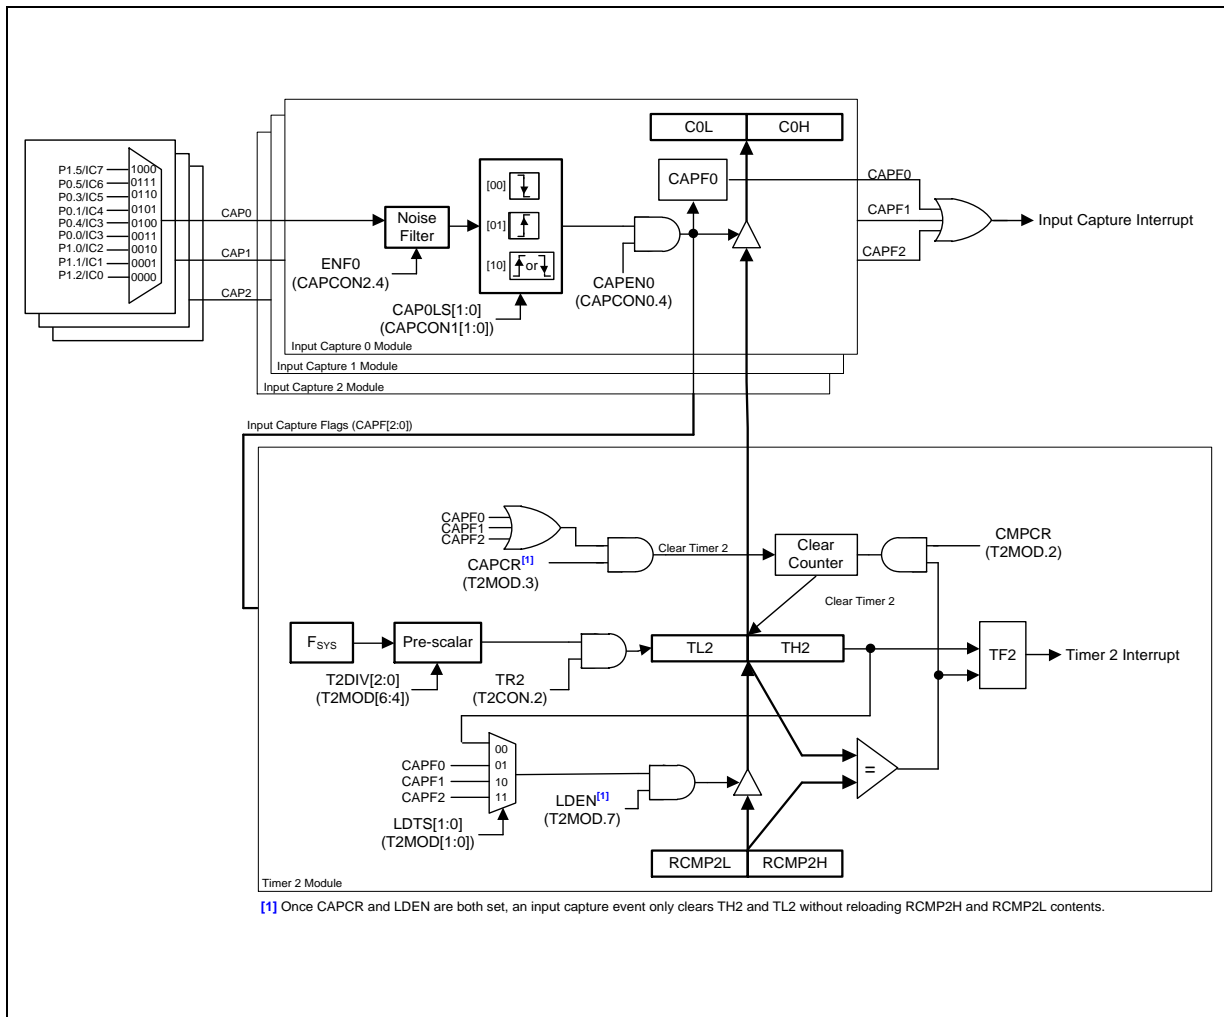 C0L C0H
P1.5/IC7 1000
P0.5/IC6 0111
P0.3/IC5 0110
P0.1/IC4 0101
P0.4/IC3 0100
P0.0/IC3 0011
P1.0/IC2 0010
P1.1/IC1 0001
P1.2/IC0 0000
CAP0
CAP1
CAP2
Noise
Filter
ENF0
(CAPCON2.4)
[00]
[01]
[10] or
CAP0LS[1:0]
(CAPCON1[1:0])
CAPEN0
(CAPCON0.4)
CAPF0
CAPF0
CAPF1
CAPF2
Input Capture Interrupt
Input Capture 0 Module
Input Capture 1 Module
Input Capture 2 Module
Input Capture Flags (CAPF[2:0])
CAPF0
CAPF1
CAPF2
CAPCR[1]
(T2MOD.3)
Clear Timer 2
Clear
Counter
CMPCR
(T2MOD.2)
Clear Timer 2
FSYS
Pre-scalar
T2DIV[2:0]
(T2MOD[6:4])
TR2
(T2CON.2)
TL2 TH2
TF2
Timer 2 Interrupt
00
CAPF0 01
CAPF1 10
CAPF2 11
LDTS[1:0]
(T2MOD[1:0])
LDEN[1]
(T2MOD.7)
=
RCMP2L RCMP2H
Timer 2 Module
[1] Once CAPCR and LDEN are both set, an input capture event only clears TH2 and TL2 without reloading RCMP2H and RCMP2L contents.